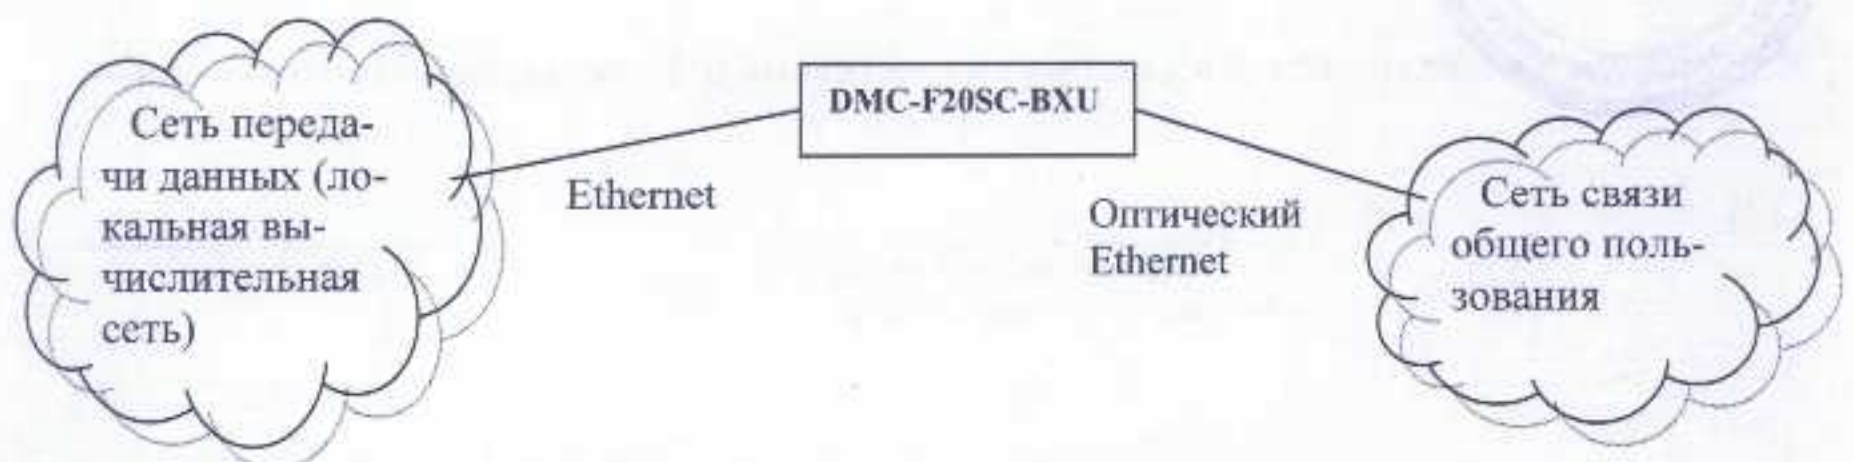 Сеть переда-
чи данных (ло-
кальная вы-
числительная
сеть)
Ethernet
DMC-F20SC-BXU
Оптический
Ethernet
Сеть связи
общего поль-
зования